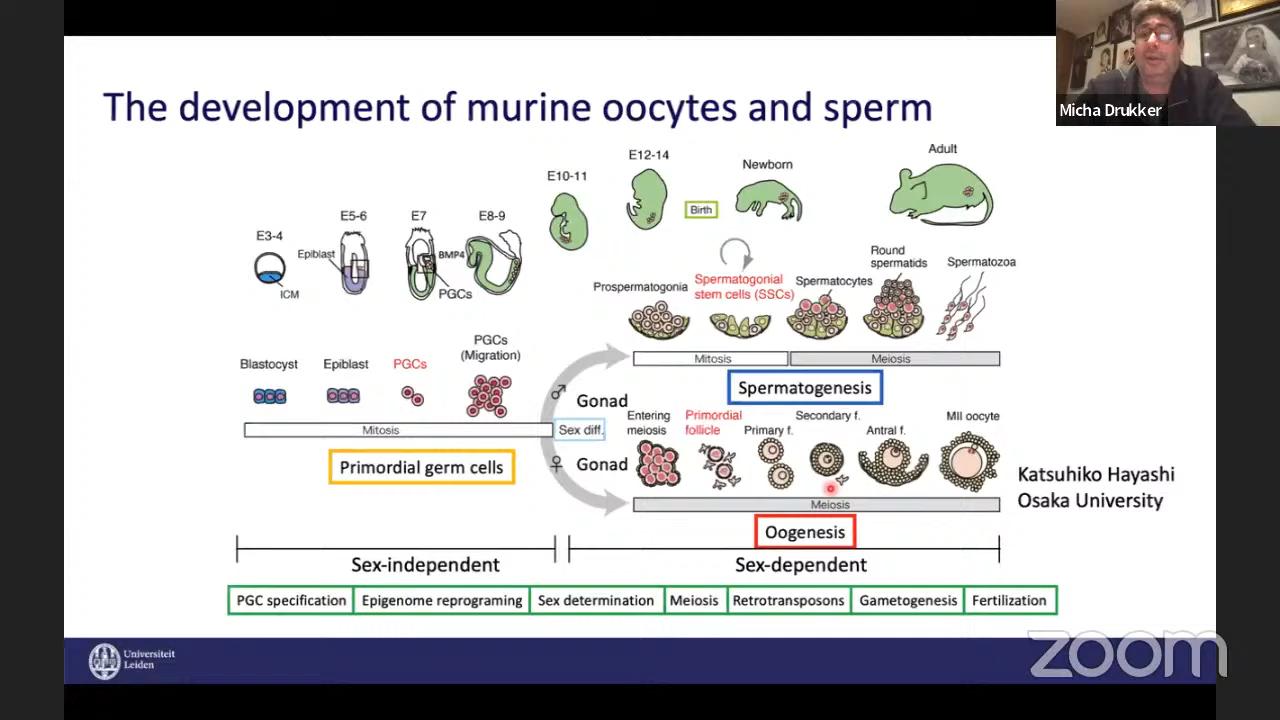 Micha Drukker
The development of murine oocytes and sperm
E3-4
ICM
Epiblast
E5-6
E7
BMP4
PGCs
E8-9
E10-11
E12-14
Birth
Newborn
Adult
Prospermatogonia
Spermatogonial
stem cells (SSCs)
Spermatocytes
Round
spermatids
Spermatozoa
Mitosis
Meiosis
Spermatogenesis
Blastocyst
Epiblast
PGCs
PGCs
(Migration)
Mitosis
Primordial germ cells
♂
Gonad
Sex diff.
♀
Gonad
Entering
meiosis
Primordial
follicle
Primary f.
Secondary f.
Antral f.
MII oocyte
Meiosis
Oogenesis
Katsuhiko Hayashi
Osaka University
Sex-independent
Sex-dependent
PGC specification
Epigenome reprograming
Sex determination
Meiosis
Retrotransposons
Gametogenesis
Fertilization
Universiteit
Leiden
zoom